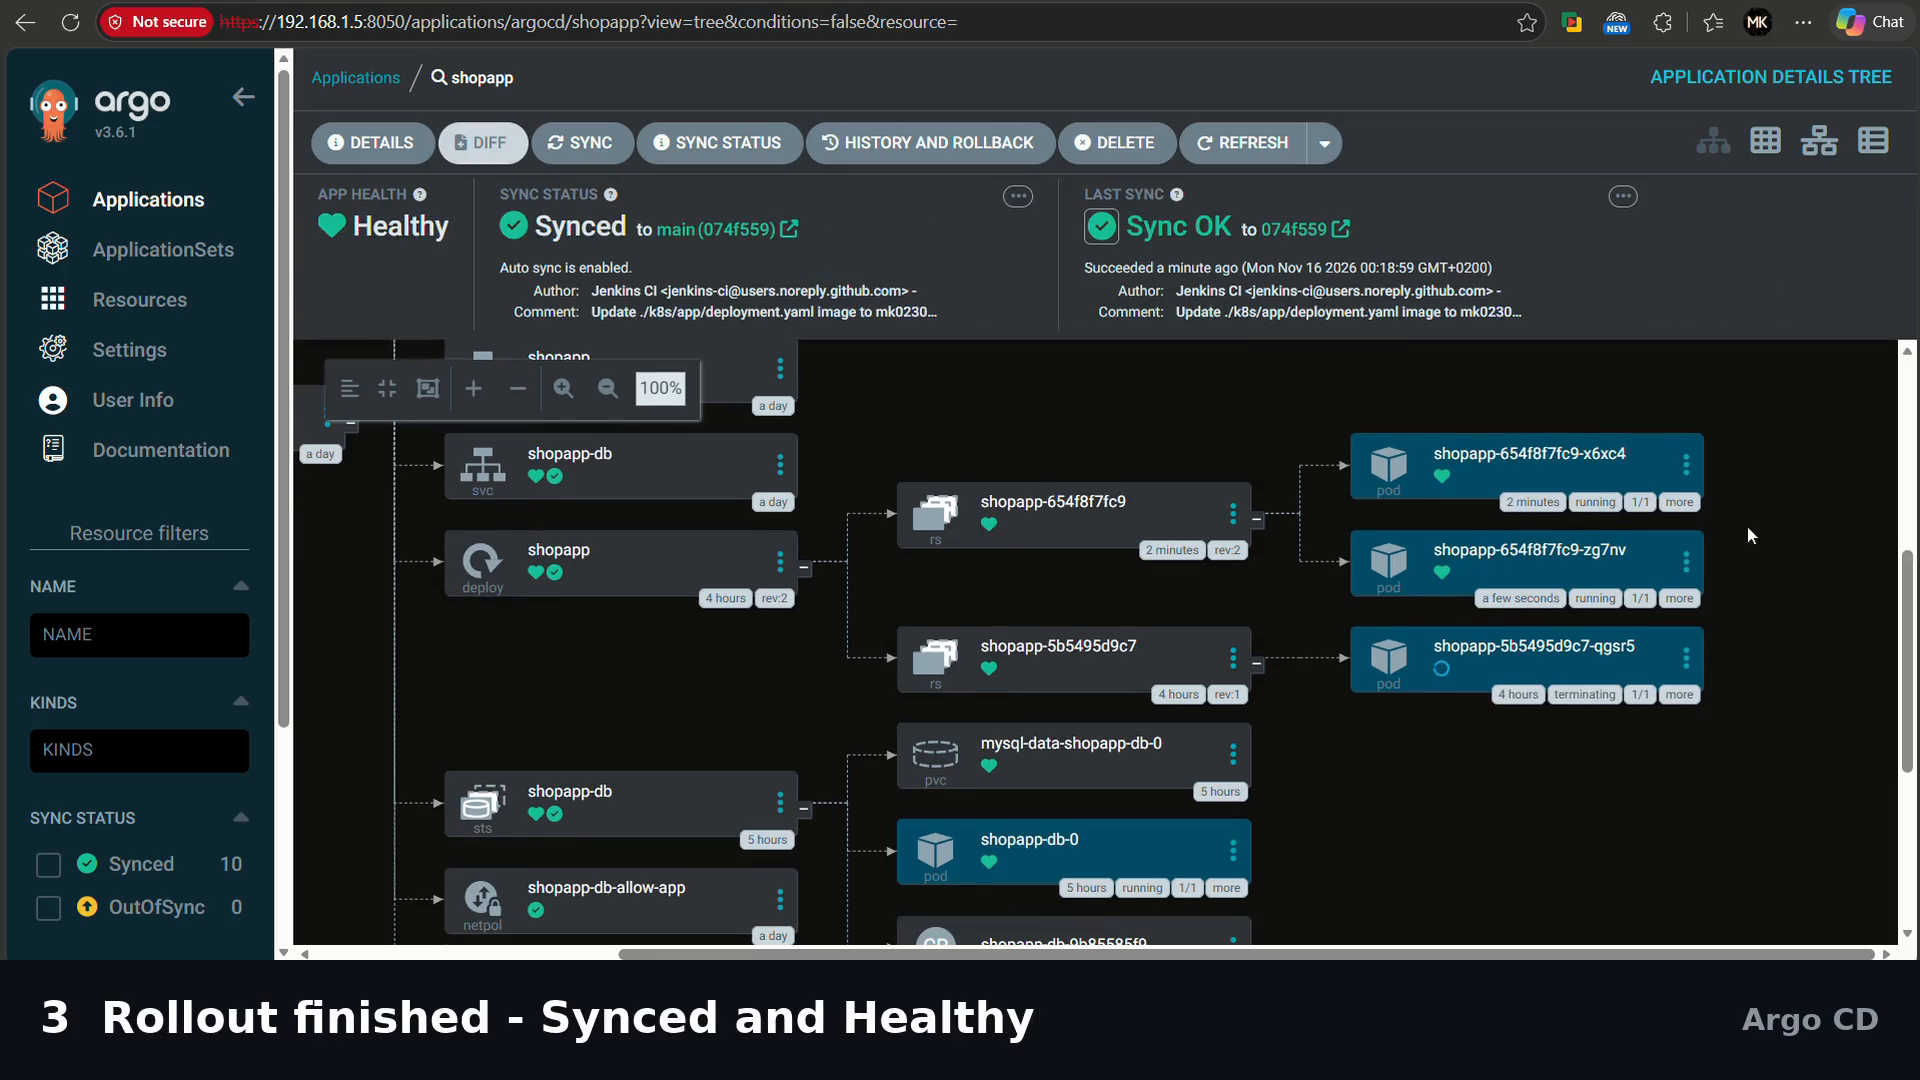 Not secure
https://192.168.1.5:8050/applications/argocd/shopapp?view=tree&conditions=false&resource=
NEW
MK
Chat
argo
v3.6.1
Applications
ApplicationSets
Resources
Settings
User Info
Documentation
Resource filters
NAME
NAME
KINDS
KINDS
SYNC STATUS
Synced 10
OutOfSync 0
Applications / shopapp
APPLICATION DETAILS TREE
DETAILS
DIFF
SYNC
SYNC STATUS
HISTORY AND ROLLBACK
DELETE
REFRESH
APP HEALTH
Healthy
SYNC STATUS
Synced to main (074f559)
Auto sync is enabled.
Author: Jenkins CI <jenkins-ci@users.noreply.github.com> -
Comment: Update ./k8s/app/deployment.yaml image to mk0230...
LAST SYNC
Sync OK to 074f559
Succeeded a minute ago (Mon Nov 16 2026 00:18:59 GMT+0200)
Author: Jenkins CI <jenkins-ci@users.noreply.github.com> -
Comment: Update ./k8s/app/deployment.yaml image to mk0230...
100%
a day
shopapp
a day
shopapp-db
svc
a day
shopapp
deploy
4 hours rev:2
shopapp-db
sts
5 hours
shopapp-db-allow-app
netpol
a day
shopapp-654f8f7fc9
rs
2 minutes rev:2
shopapp-5b5495d9c7
rs
4 hours rev:1
mysql-data-shopapp-db-0
pvc
5 hours
shopapp-db-0
pod
5 hours running 1/1 more
CR
shopapp-db-9b85585f9
shopapp-654f8f7fc9-x6xc4
pod
2 minutes running 1/1 more
shopapp-654f8f7fc9-zg7nv
pod
a few seconds running 1/1 more
shopapp-5b5495d9c7-qgsr5
pod
4 hours terminating 1/1 more
3 Rollout finished - Synced and Healthy
Argo CD